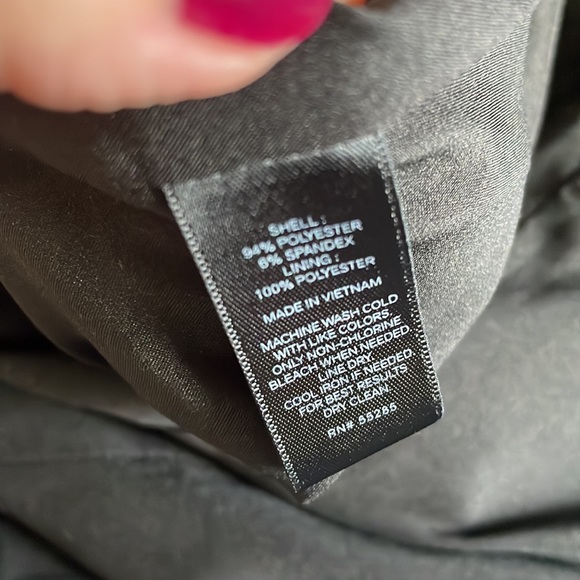 SHELL :
94% POLYESTER
6% SPANDEX
LINING :
100% POLYESTER
MADE IN VIETNAM
MACHINE WASH COLD
WITH LIKE COLORS.
ONLY NON-CHLORINE
BLEACH WHEN NEEDED.
LINE DRY.
COOL IRON IF NEEDED.
FOR BEST RESULTS
DRY CLEAN.
RN# 55285